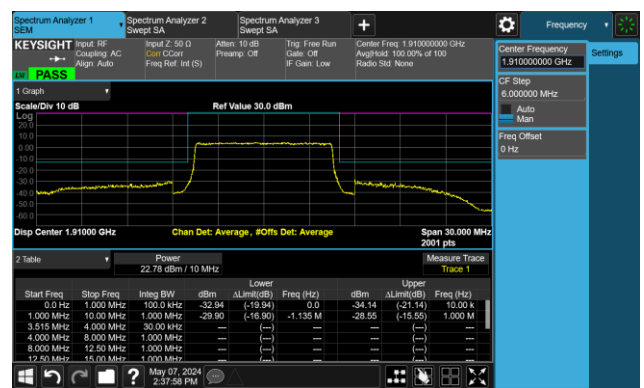 Spectrum Analyzer 1
SEM
Spectrum Analyzer 2
Swept SA
Spectrum Analyzer 3
Swept SA
+
Frequency
KEYSIGHT
Input: RF
Coupling: AC
Align: Auto
Input Z: 50 Ω
Corr CCorr
Freq Ref: Int (S)
Atten: 10 dB
Preamp: Off
Trig: Free Run
Gate: Off
IF Gain: Low
Center Freq: 1.910000000 GHz
Avg|Hold: 100.00% of 100
Radio Std: None
PASS
Center Frequency
1.910000000 GHz
Settings
CF Step
6.000000 MHz
Auto
Man
Freq Offset
0 Hz
1 Graph
Scale/Div 10 dB
Ref Value 30.0 dBm
Log
20.0
10.0
0.00
-10.0
-20.0
-30.0
-40.0
-50.0
-60.0
Disp Center 1.91000 GHz
Chan Det: Average, #Offs Det: Average
Span 30.000 MHz
2001 pts
2 Table
Power
22.78 dBm / 10 MHz
Measure Trace
Trace 1
Lower Upper
Start Freq Stop Freq Integ BW dBm ΔLimit(dB) Freq (Hz) dBm ΔLimit(dB) Freq (Hz)
0.0 Hz 1.000 MHz 100.0 kHz -32.94 (-19.94) 0.0 -34.14 (-21.14) 10.00 k
1.000 MHz 10.00 MHz 1.000 MHz -29.90 (-16.90) -1.135 M -28.55 (-15.55) 1.000 M
3.515 MHz 4.000 MHz 30.00 kHz --- (---) --- --- (---) ---
4.000 MHz 8.000 MHz 1.000 MHz --- (---) --- --- (---) ---
8.000 MHz 12.50 MHz 1.000 MHz --- (---) --- --- (---) ---
12.50 MHz 15.00 MHz 1.000 MHz --- (---) --- --- (---) ---
?
May 07, 2024
2:37:58 PM